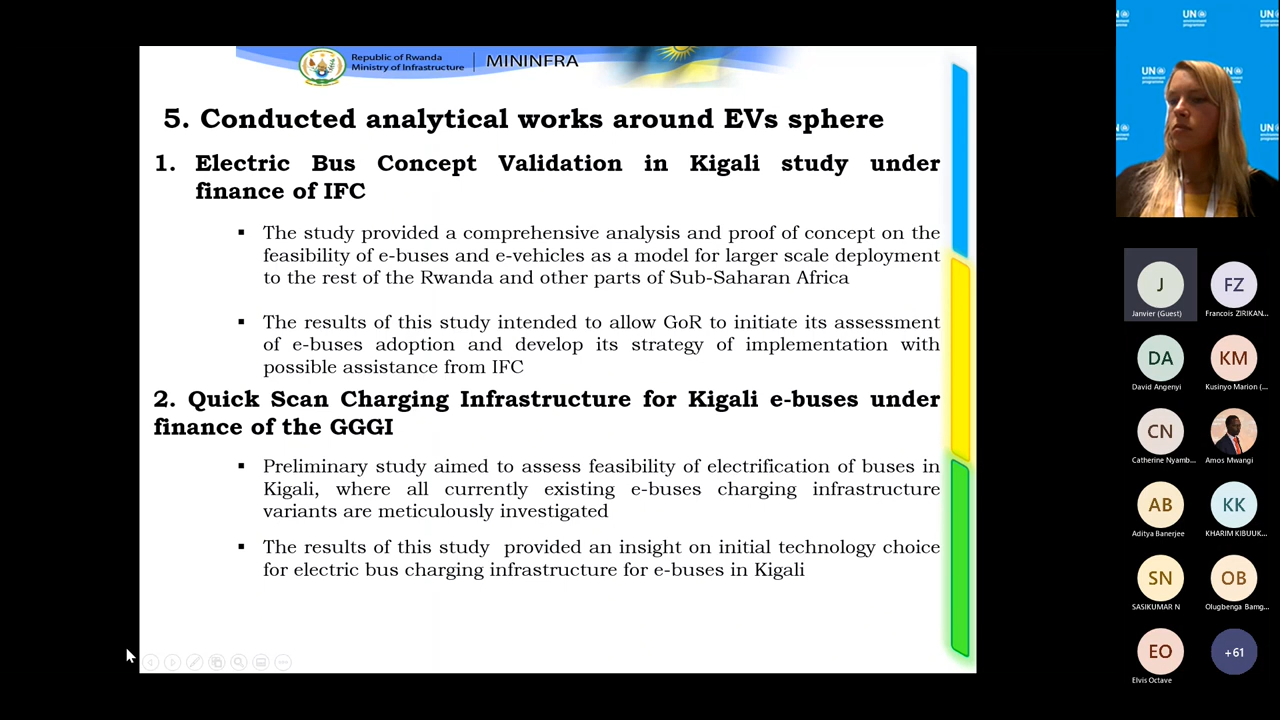 Republic of Rwanda
Ministry of Infrastructure
MININFRA
5. Conducted analytical works around EVs sphere
1. Electric Bus Concept Validation in Kigali study under
finance of IFC
▪ The study provided a comprehensive analysis and proof of concept on the
feasibility of e-buses and e-vehicles as a model for larger scale deployment
to the rest of the Rwanda and other parts of Sub-Saharan Africa
▪ The results of this study intended to allow GoR to initiate its assessment
of e-buses adoption and develop its strategy of implementation with
possible assistance from IFC
2. Quick Scan Charging Infrastructure for Kigali e-buses under
finance of the GGGI
▪ Preliminary study aimed to assess feasibility of electrification of buses in
Kigali, where all currently existing e-buses charging infrastructure
variants are meticulously investigated
▪ The results of this study provided an insight on initial technology choice
for electric bus charging infrastructure for e-buses in Kigali
UN
UN
UN
environment
programme
UN
UN
J
Janvier (Guest)
FZ
Francois ZIRIKAN...
DA
David Angenyi
KM
Kusinyo Marion (...
CN
Catherine Nyamb...
Amos Mwangi
AB
Aditya Banerjee
KK
KHARIM KIBUUK...
SN
SASIKUMAR N
OB
Olugbenga Bamg...
EO
Elvis Octave
+61